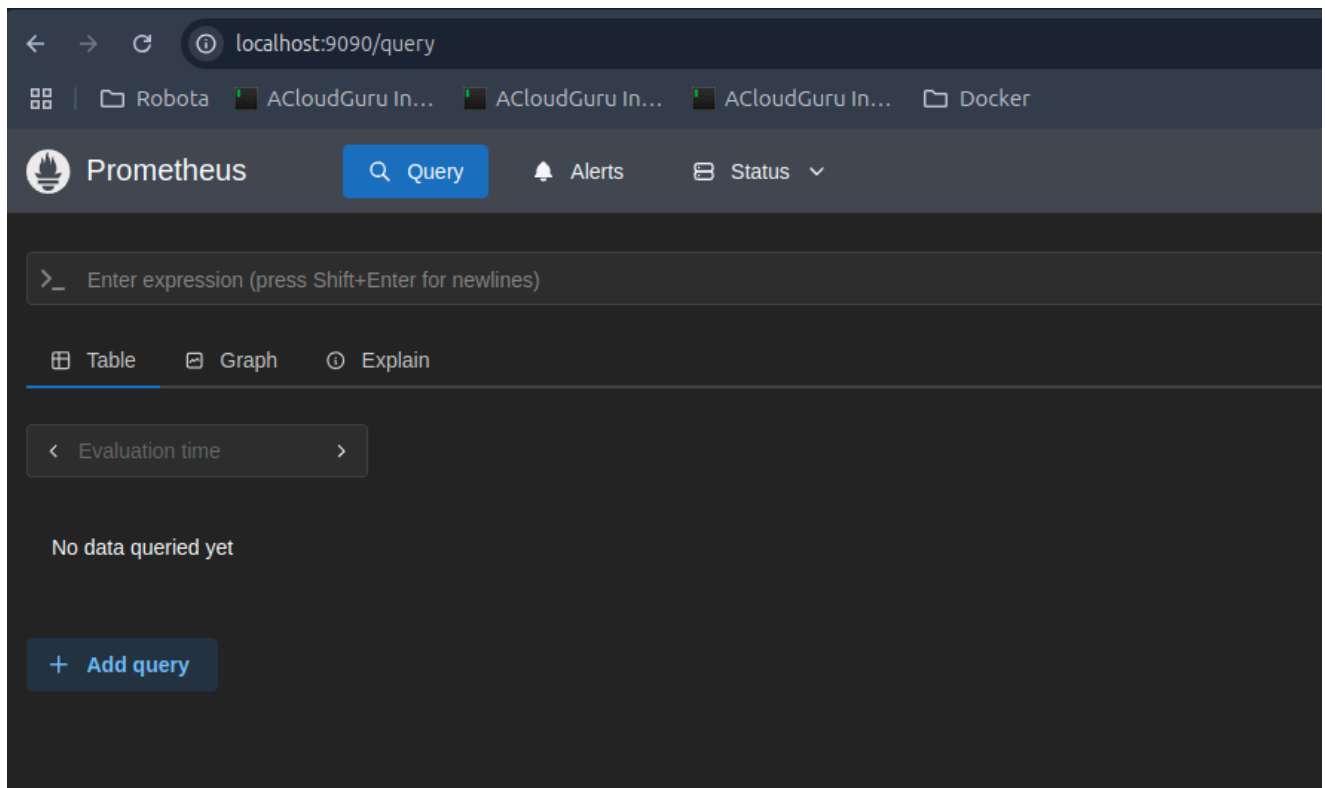 localhost:9090/query
Robota ACloudGuru In... ACloudGuru In... ACloudGuru In... Docker
Prometheus Query Alerts Status
>_ Enter expression (press Shift+Enter for newlines)
Table Graph Explain
< Evaluation time >
No data queried yet
+ Add query